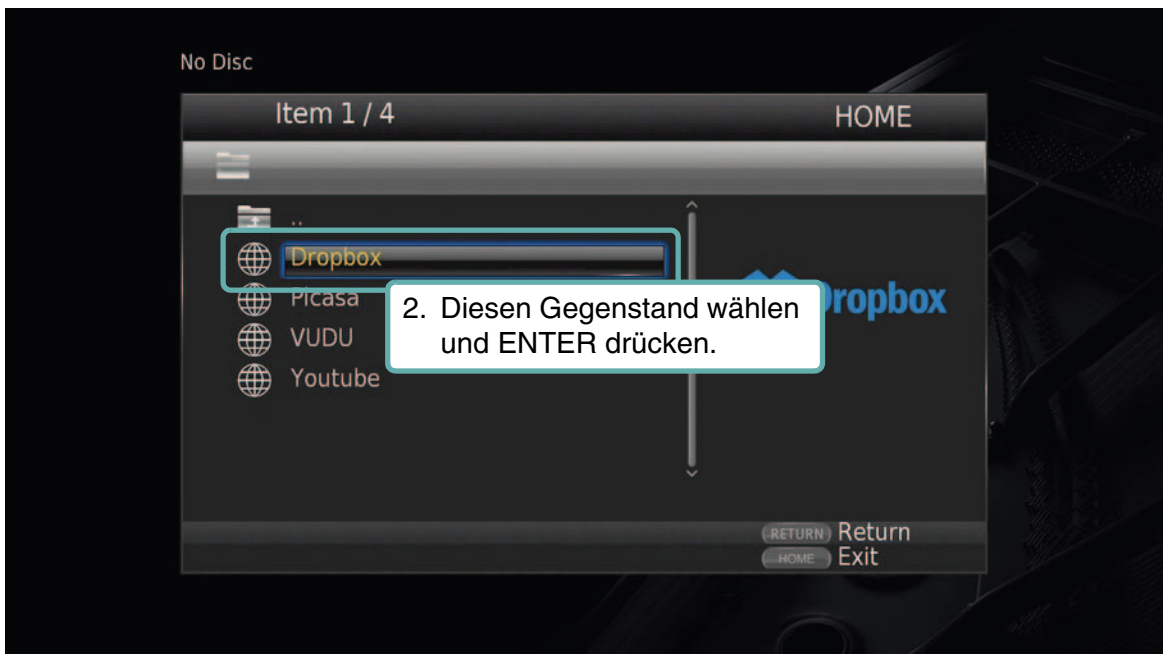 No Disc
Item 1 / 4 HOME
..
Dropbox
Picasa
VUDU
Youtube
2. Diesen Gegenstand wählen
und ENTER drücken.
ropbox
RETURN Return
HOME Exit